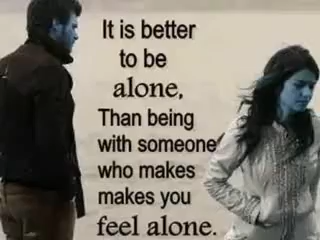 It is better
to be
alone,
Than being
with someone
who makes
makes you
feel alone.